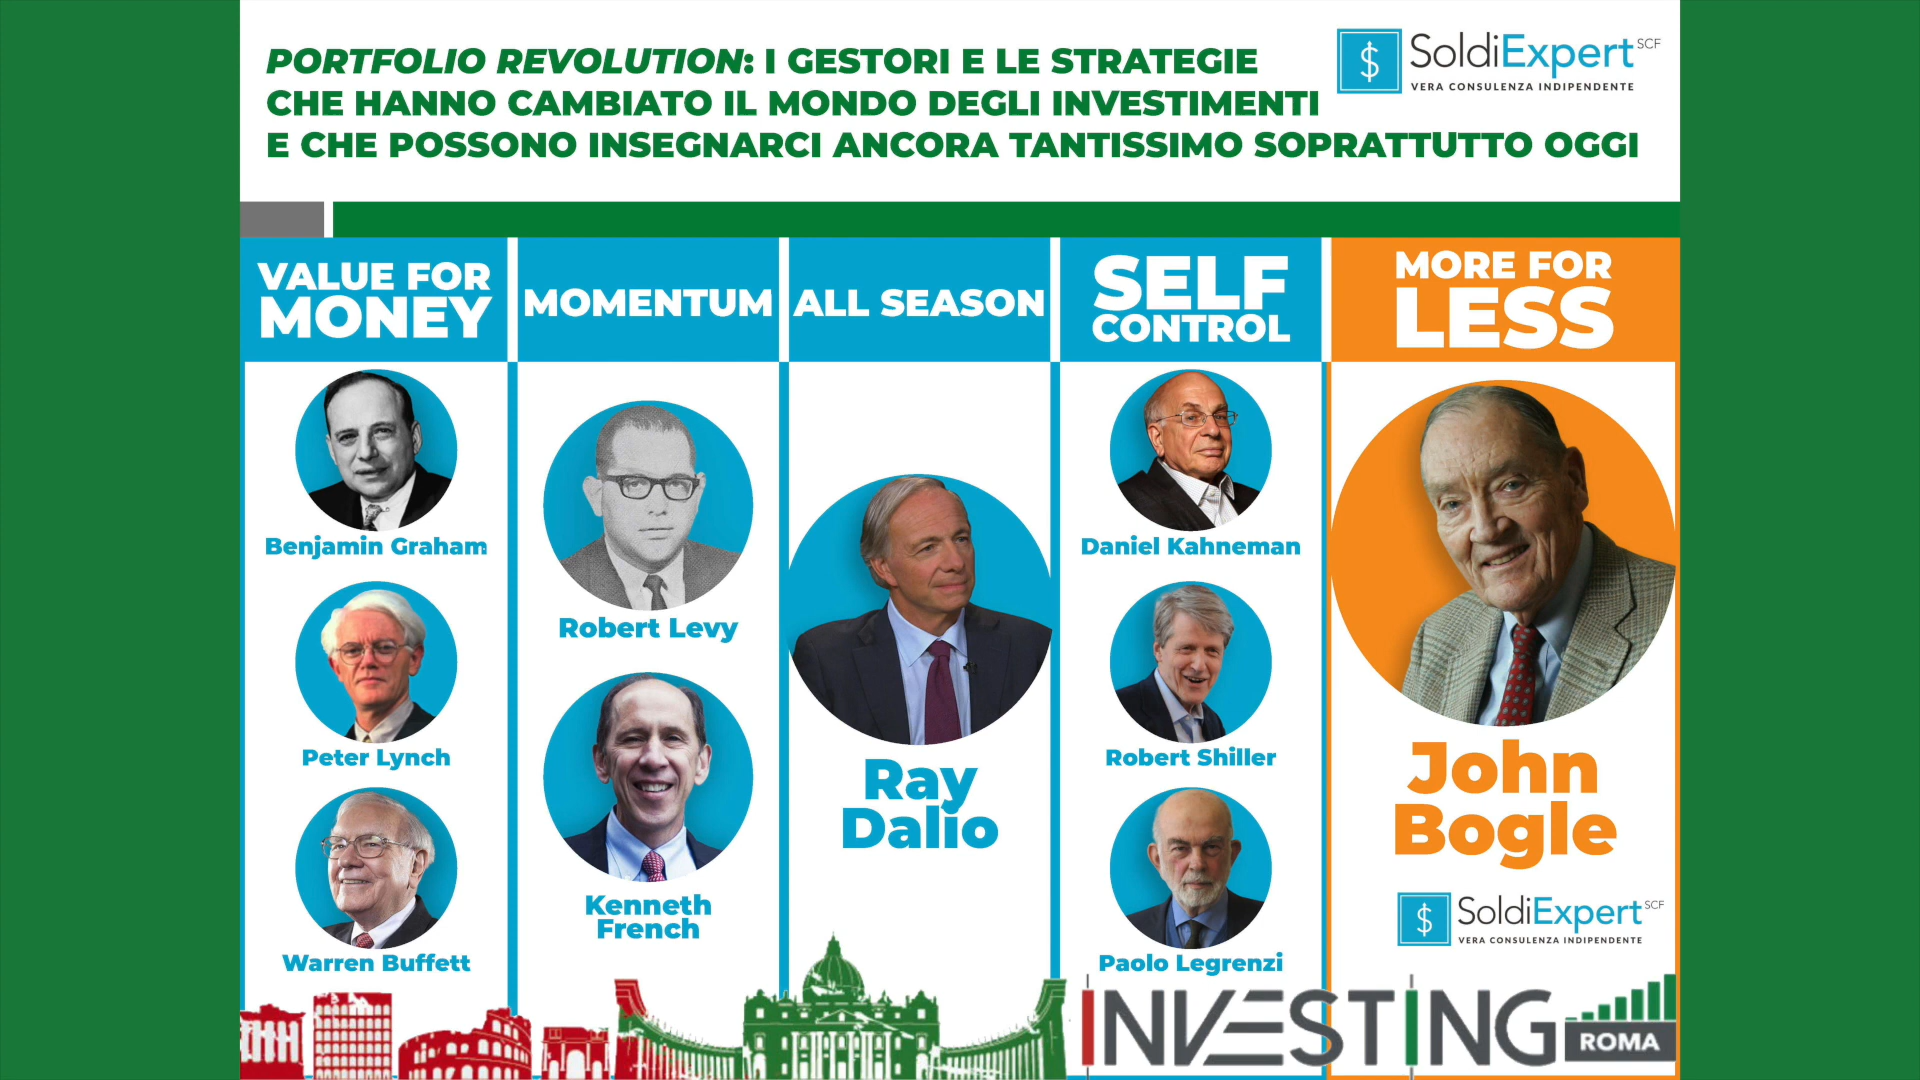 PORTFOLIO REVOLUTION: I GESTORI E LE STRATEGIE
CHE HANNO CAMBIATO IL MONDO DEGLI INVESTIMENTI
E CHE POSSONO INSEGNARCI ANCORA TANTISSIMO SOPRATTUTTO OGGI
$
SoldiExpert SCF
VERA CONSULENZA INDIPENDENTE
VALUE FOR
MONEY
Benjamin Graham
Peter Lynch
Warren Buffett
MOMENTUM
Robert Levy
Kenneth
French
ALL SEASON
Ray
Dalio
SELF
CONTROL
Daniel Kahneman
Robert Shiller
Paolo Legrenzi
MORE FOR
LESS
John
Bogle
$
SoldiExpert SCF
VERA CONSULENZA INDIPENDENTE
INVESTING
ROMA